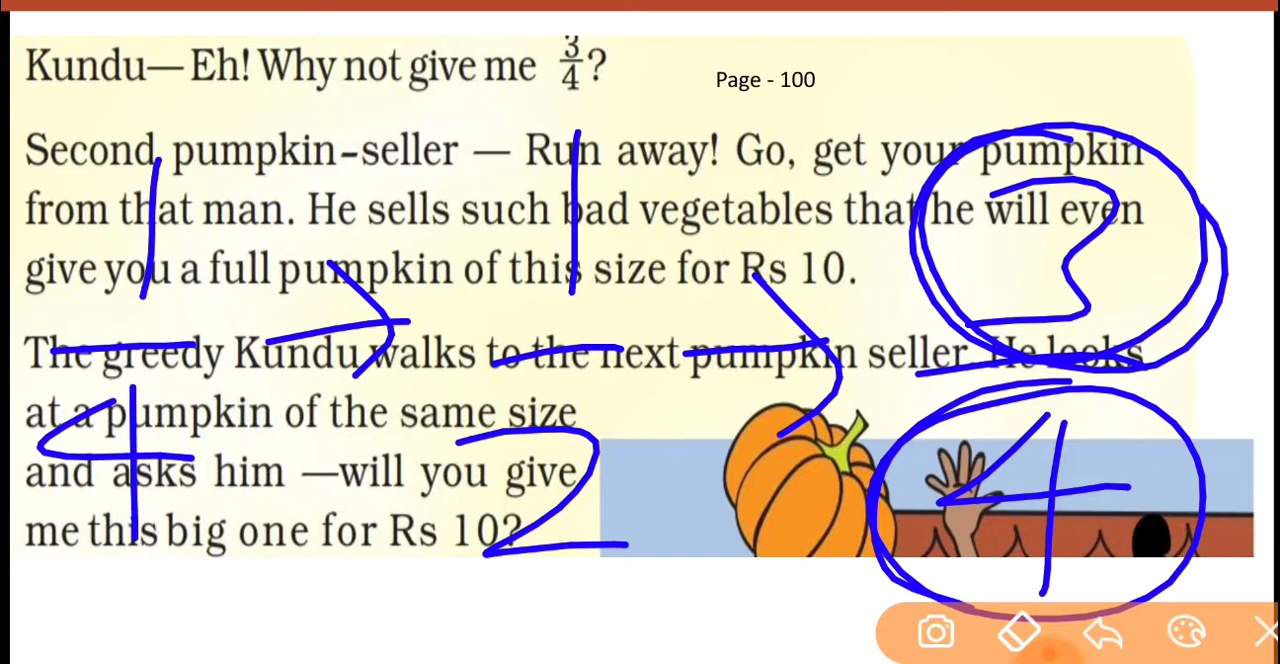 Kundu— Eh! Why not give me 3/4?
Page - 100
Second pumpkin-seller — Run away! Go, get your pumpkin
from that man. He sells such bad vegetables that he will even
give you a full pumpkin of this size for Rs 10.
The greedy Kundu walks to the next pumpkin seller. He looks
at a pumpkin of the same size
and asks him —will you give
me this big one for Rs 10?
1 1 3
4 2 4